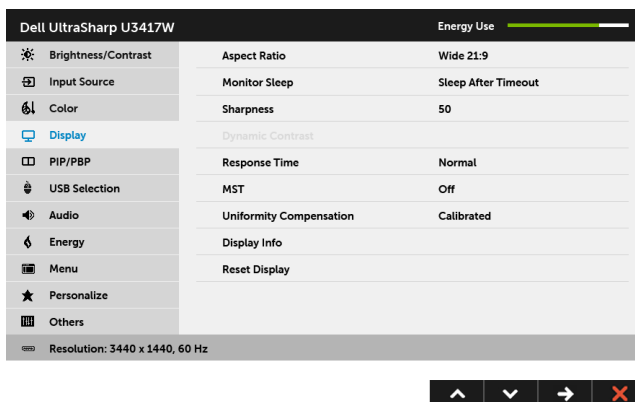 Dell UltraSharp U3417W Energy Use
Brightness/Contrast Aspect Ratio Wide 21:9
Input Source Monitor Sleep Sleep After Timeout
Color Sharpness 50
Display Dynamic Contrast
PIP/PBP Response Time Normal
USB Selection MST Off
Audio Uniformity Compensation Calibrated
Energy Display Info
Menu Reset Display
Personalize
Others
Resolution: 3440 x 1440, 60 Hz